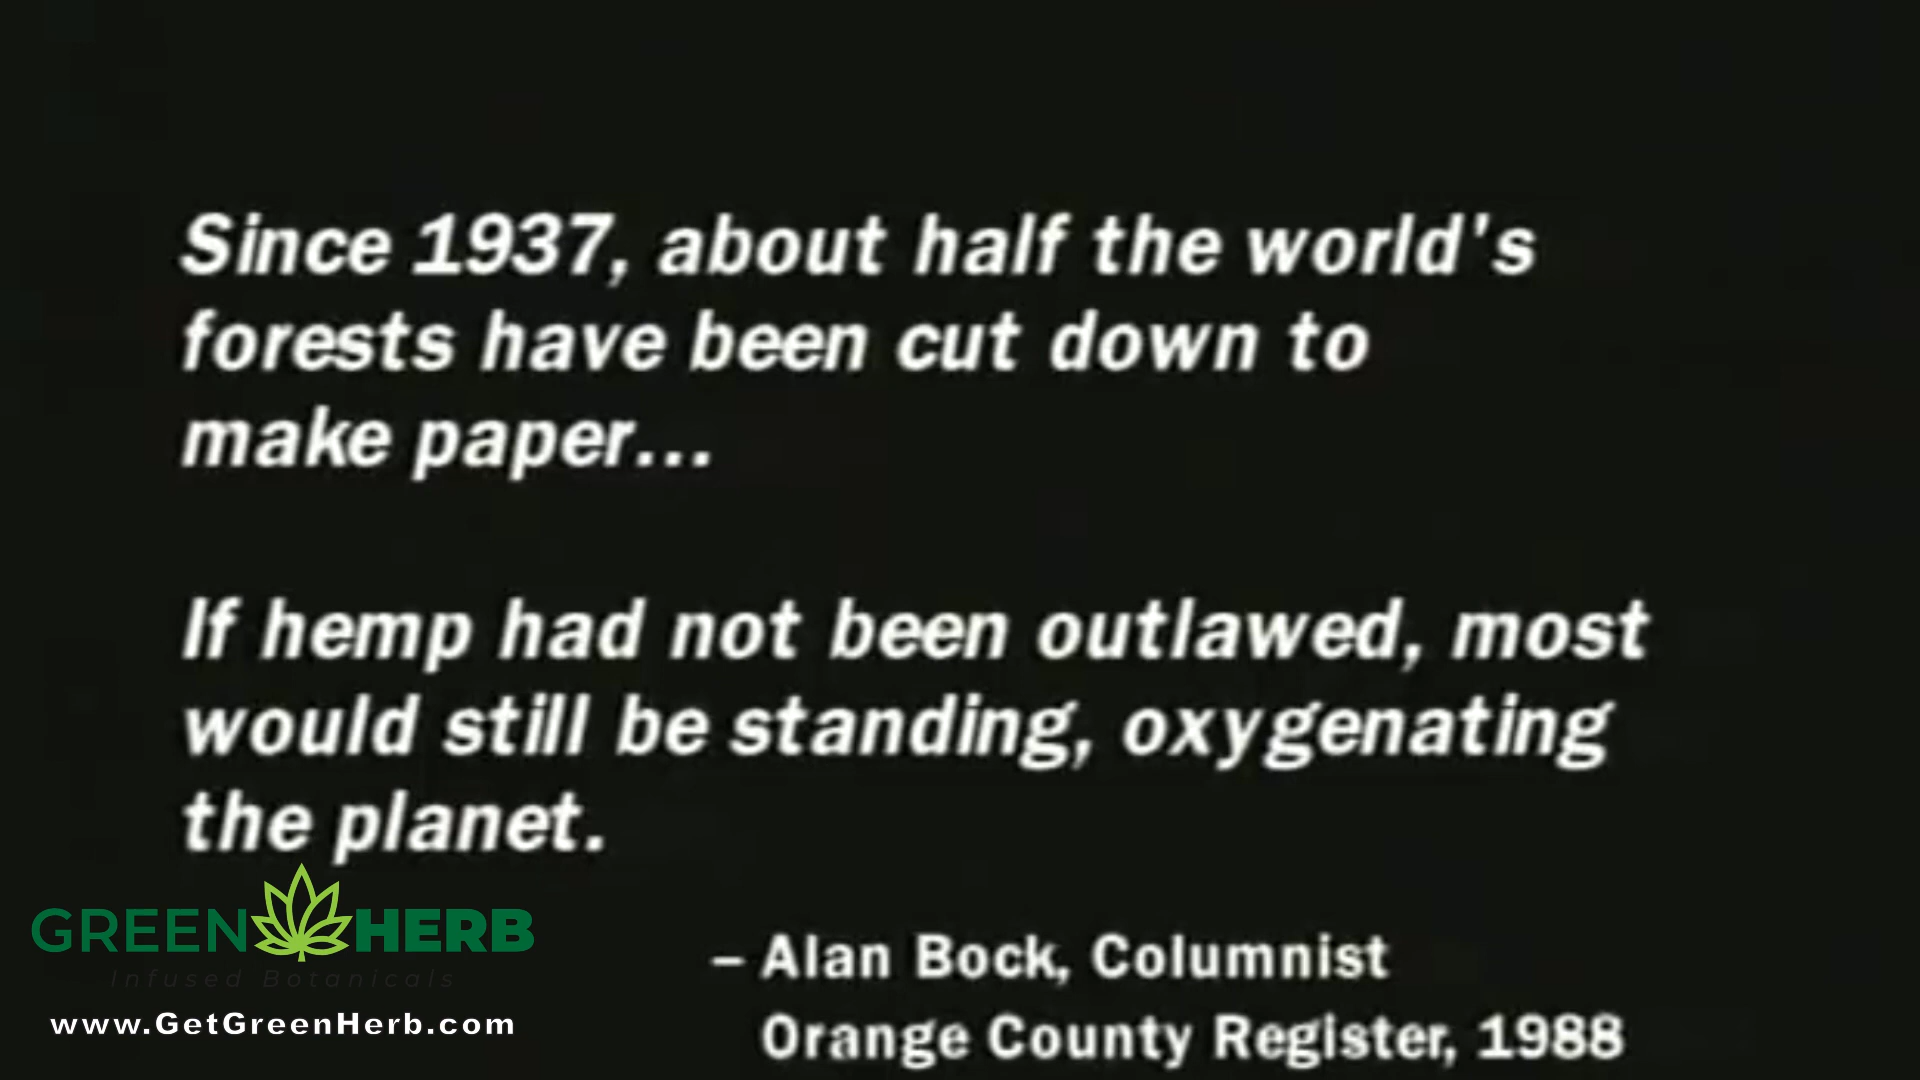 Since 1937, about half the world's
forests have been cut down to
make paper...
If hemp had not been outlawed, most
would still be standing, oxygenating
the planet.
GREEN HERB
Infused Botanicals
www.GetGreenHerb.com
– Alan Bock, Columnist
Orange County Register, 1988